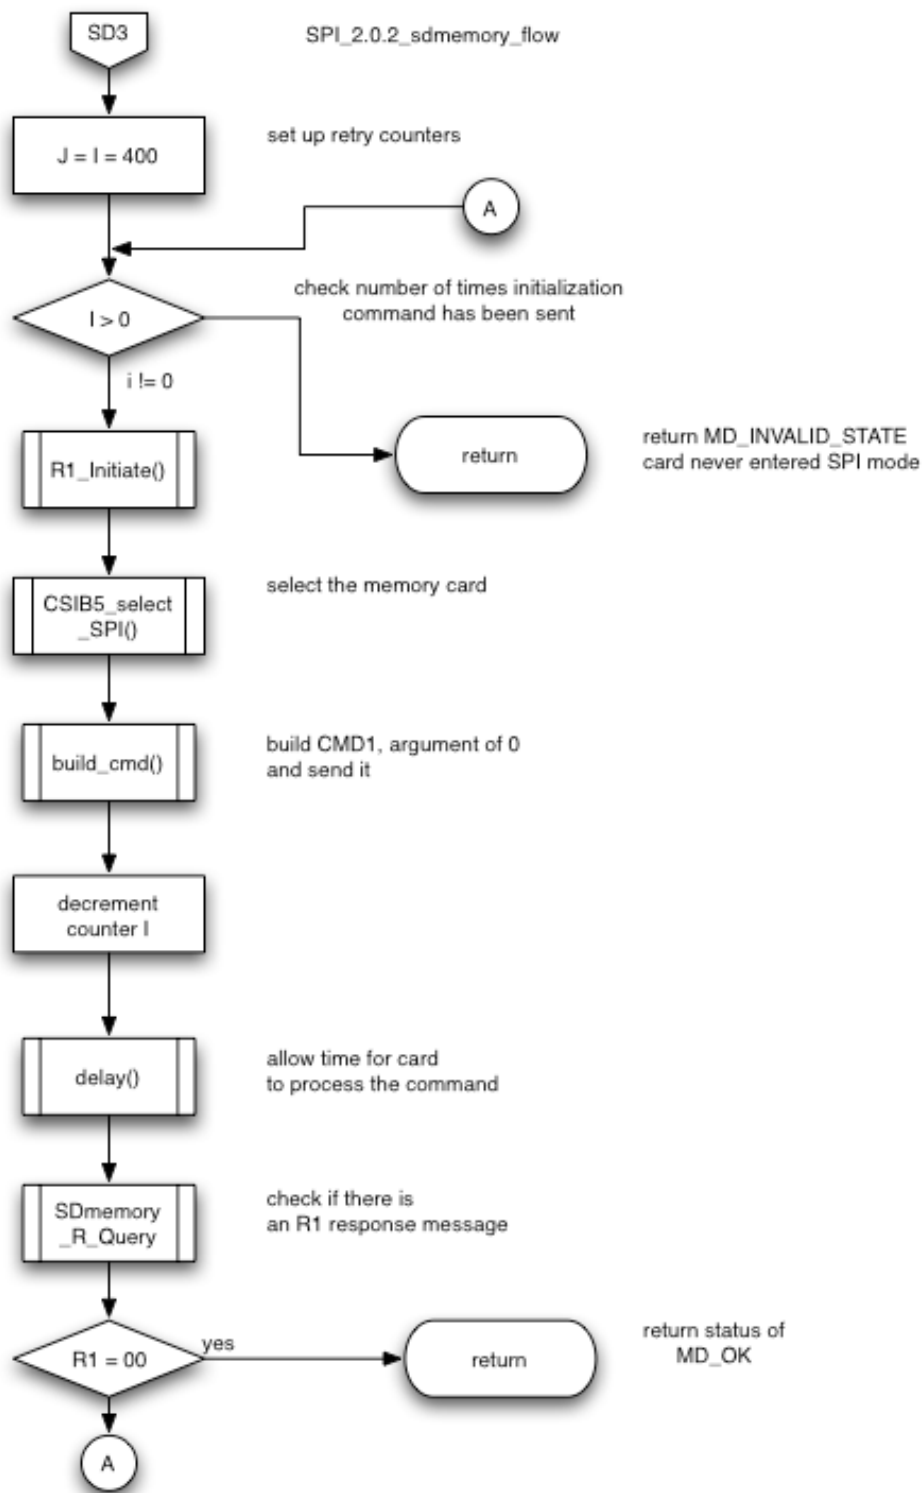 SD3
SPI_2.0.2_sdmemory_flow
J = I = 400
set up retry counters
A
check number of times initialization
command has been sent
I > 0
i != 0
R1_Initiate()
return
return MD_INVALID_STATE
card never entered SPI mode
CSIB5_select
_SPI()
select the memory card
build_cmd()
build CMD1, argument of 0
and send it
decrement
counter I
delay()
allow time for card
to process the command
SDmemory
_R_Query
check if there is
an R1 response message
R1 = 00
yes
return
return status of
MD_OK
A